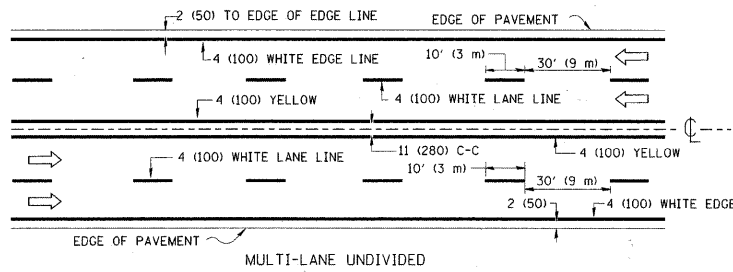 2 (50) TO EDGE OF EDGE LINE
EDGE OF PAVEMENT
4 (100) WHITE EDGE LINE
10' (3 m)
30' (9 m)
4 (100) YELLOW
4 (100) WHITE LANE LINE
℄
4 (100) WHITE LANE LINE
11 (280) C-C
4 (100) YELLOW
10' (3 m)
30' (9 m)
2 (50)
4 (100) WHITE EDGE
EDGE OF PAVEMENT
MULTI-LANE UNDIVIDED